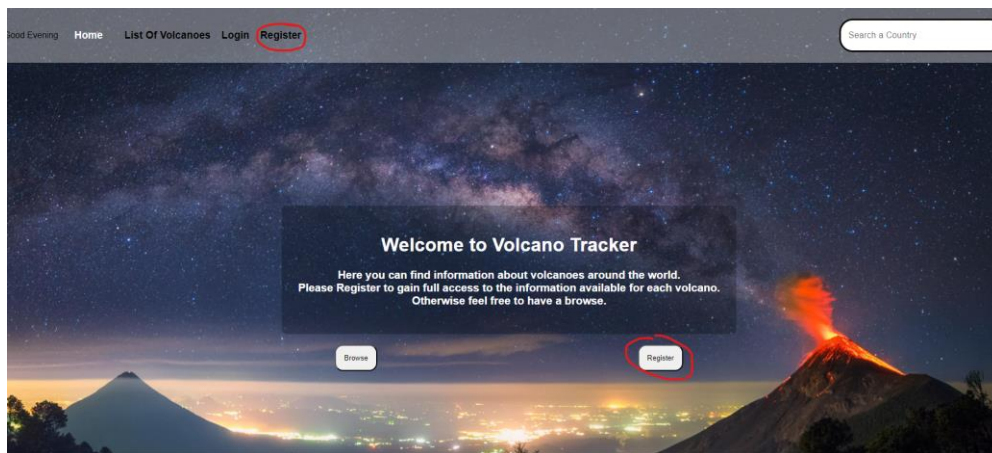 Good Evening Home List Of Volcanoes Login Register Search a Country
Welcome to Volcano Tracker
Here you can find information about volcanoes around the world.
Please Register to gain full access to the information available for each volcano.
Otherwise feel free to have a browse.
Browse Register